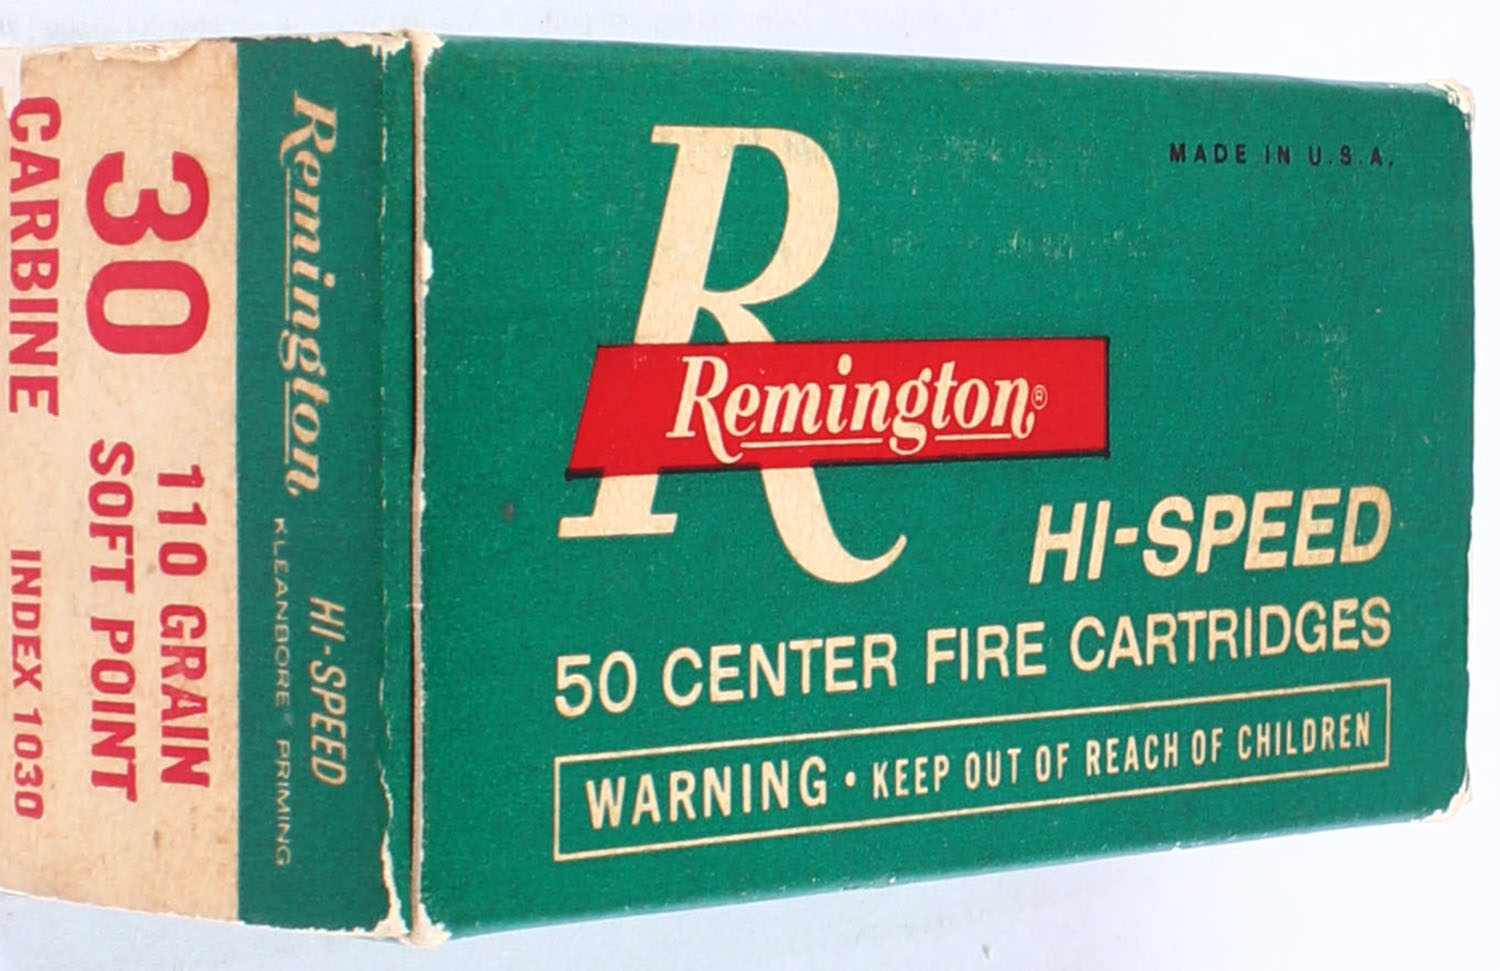 MADE IN U.S.A.
R
Remington®
HI-SPEED
50 CENTER FIRE CARTRIDGES
WARNING • KEEP OUT OF REACH OF CHILDREN
Remington HI-SPEED
KLEANBORE® PRIMING
30 110 GRAIN
SOFT POINT
CARBINE INDEX 1030